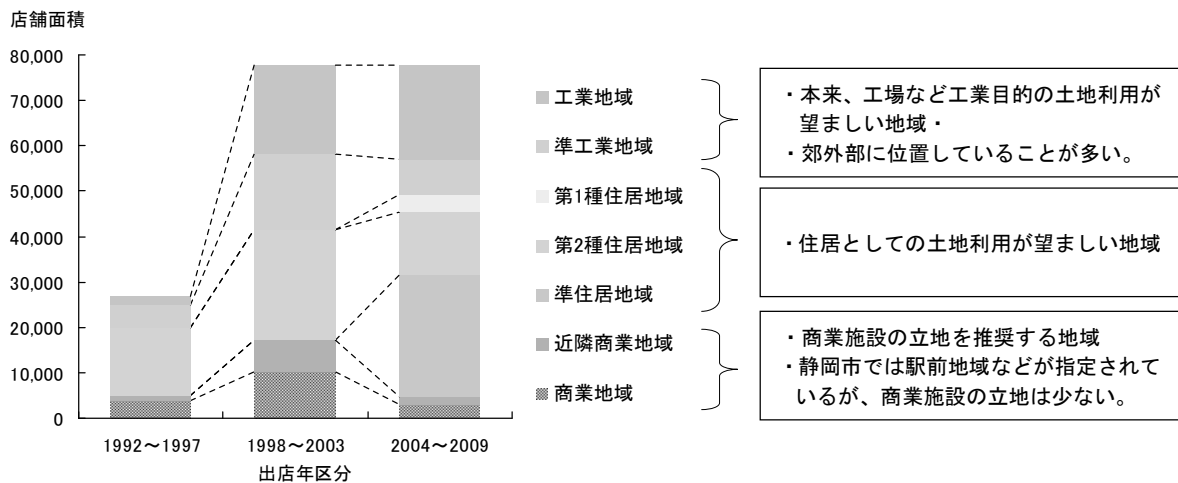 店舗面積
80,000
70,000
60,000
50,000
40,000
30,000
20,000
10,000
0
1992～1997
1998～2003
2004～2009
出店年区分
工業地域
準工業地域
第1種住居地域
第2種住居地域
準住居地域
近隣商業地域
商業地域
・本来、工場など工業目的の土地利用が
望ましい地域・
・郊外部に位置していることが多い。
・住居としての土地利用が望ましい地域
・商業施設の立地を推奨する地域
・静岡市では駅前地域などが指定されて
いるが、商業施設の立地は少ない。